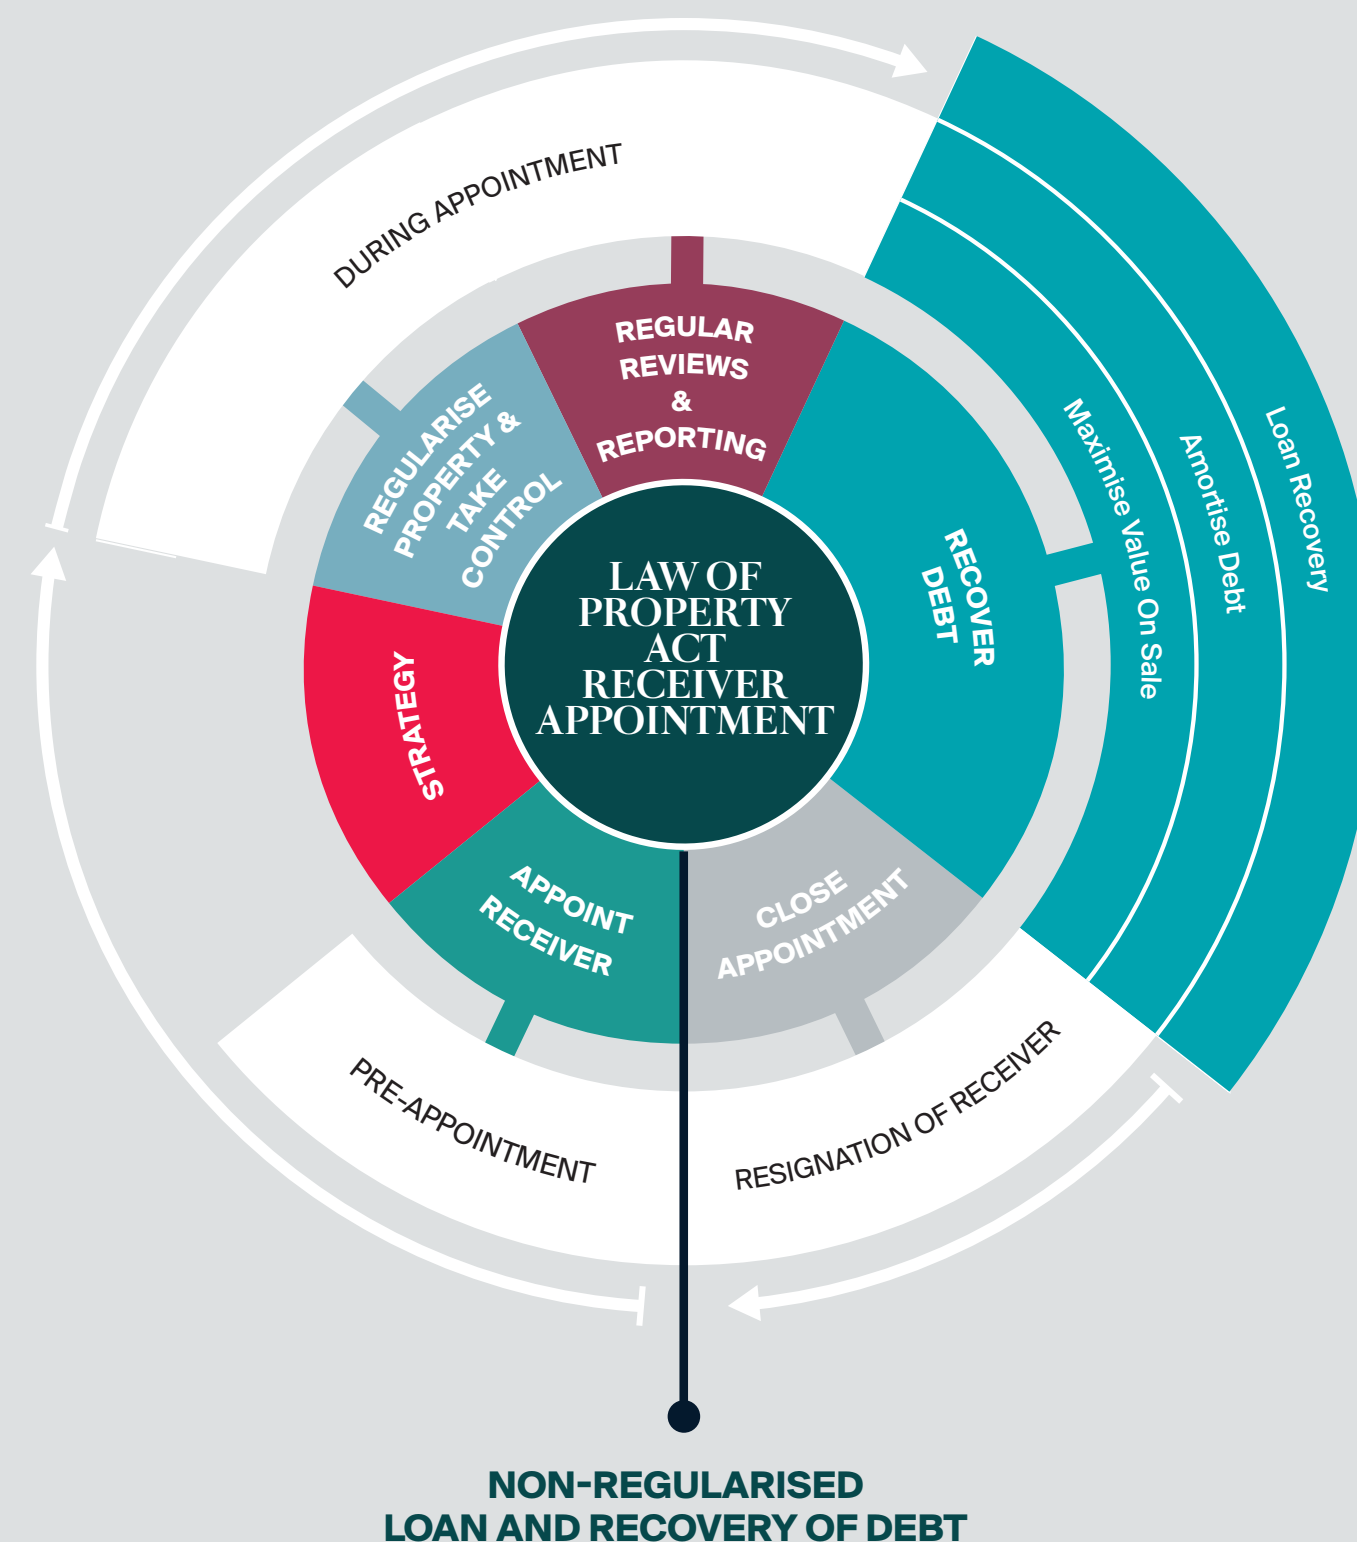 DURING APPOINTMENT
REGULAR
REVIEWS
&
REPORTING
REGULARISE
PROPERTY &
TAKE
CONTROL
STRATEGY
APPOINT
RECEIVER
PRE-APPOINTMENT
LAW OF
PROPERTY
ACT
RECEIVER
APPOINTMENT
RECOVER
DEBT
Maximise Value On Sale
Amortise Debt
Loan Recovery
CLOSE
APPOINTMENT
RESIGNATION OF RECEIVER
NON-REGULARISED
LOAN AND RECOVERY OF DEBT